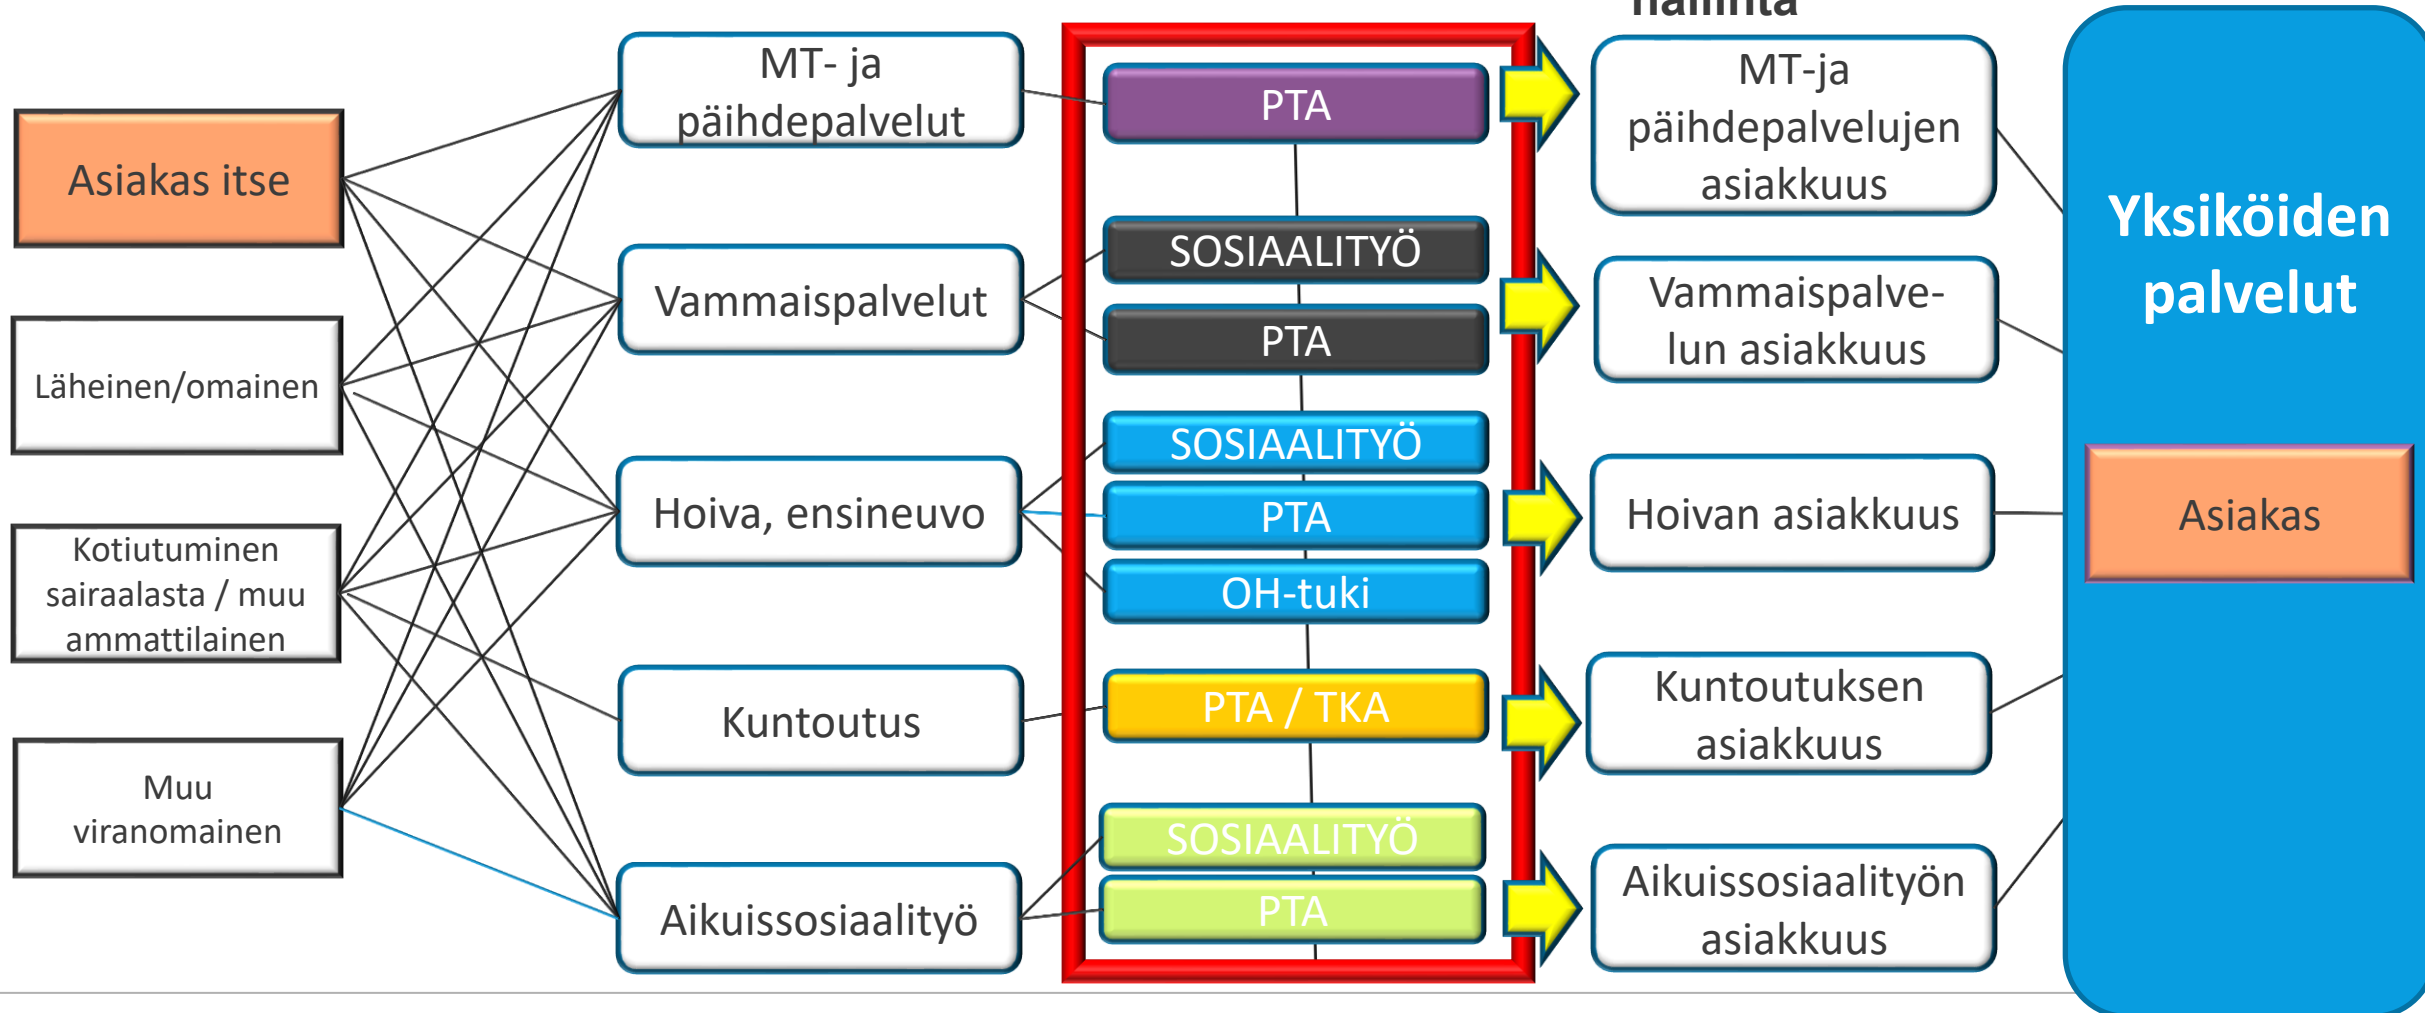 hallinta
Asiakas itse
Läheinen/omainen
Kotiutuminen
sairaalasta / muu
ammattilainen
Muu
viranomainen
MT- ja
päihdepalvelut
Vammaispalvelut
Hoiva, ensineuvo
Kuntoutus
Aikuissosiaalityö
PTA
SOSIAALITYÖ
PTA
SOSIAALITYÖ
PTA
OH-tuki
PTA / TKA
SOSIAALITYÖ
PTA
MT-ja
päihdepalvelujen
asiakkuus
Vammaispalve-
lun asiakkuus
Hoivan asiakkuus
Kuntoutuksen
asiakkuus
Aikuissosiaalityön
asiakkuus
Yksiköiden
palvelut
Asiakas